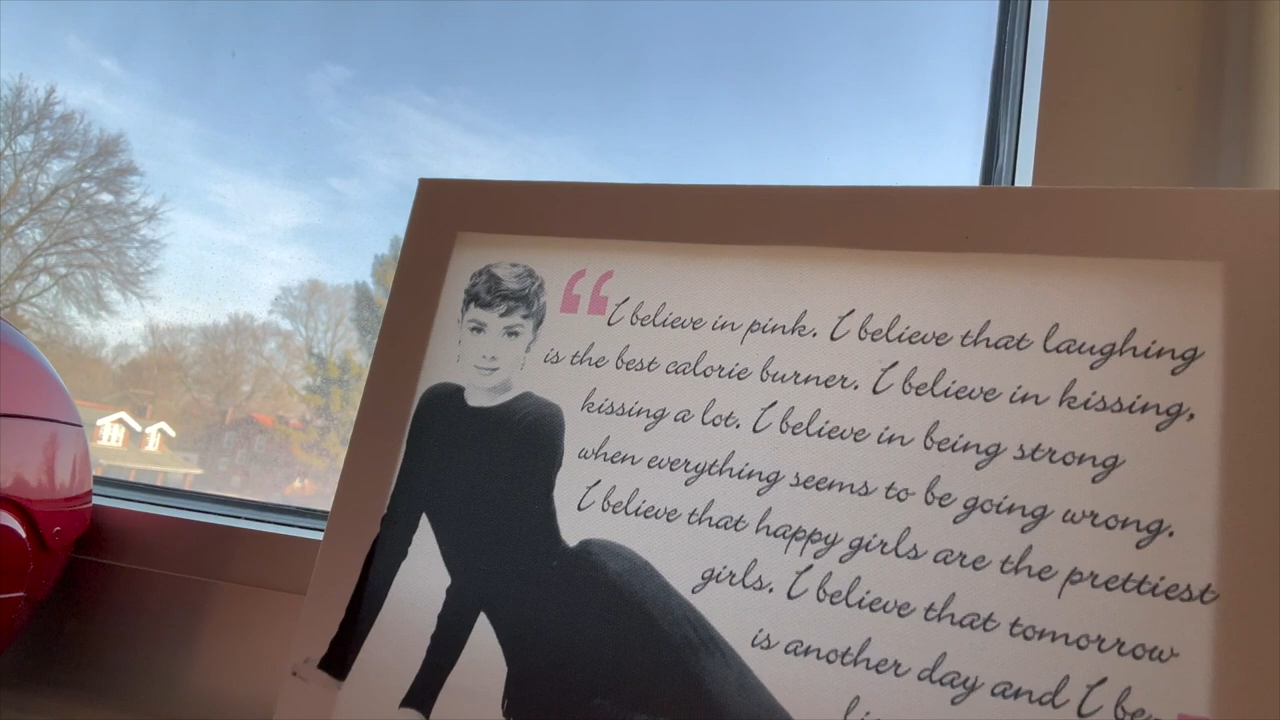 “I believe in pink. I believe that laughing
is the best calorie burner. I believe in kissing,
kissing a lot. I believe in being strong
when everything seems to be going wrong.
I believe that happy girls are the prettiest
girls. I believe that tomorrow
is another day and I